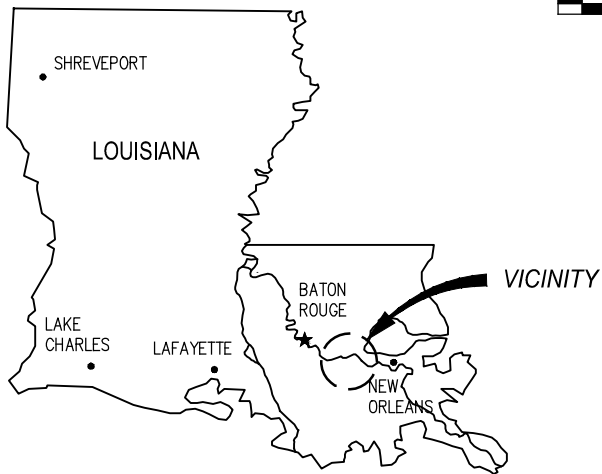 SHREVEPORT
LOUISIANA
VICINITY
BATON
ROUGE
LAKE
CHARLES
LAFAYETTE
NEW
ORLEANS